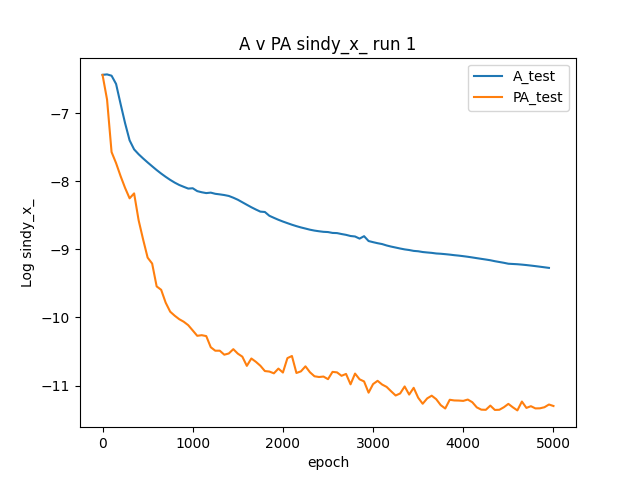 A v PA sindy_x_ run 1
A_test
PA_test
Log sindy_x_
−7
−8
−9
−10
−11
0
1000
2000
3000
4000
5000
epoch